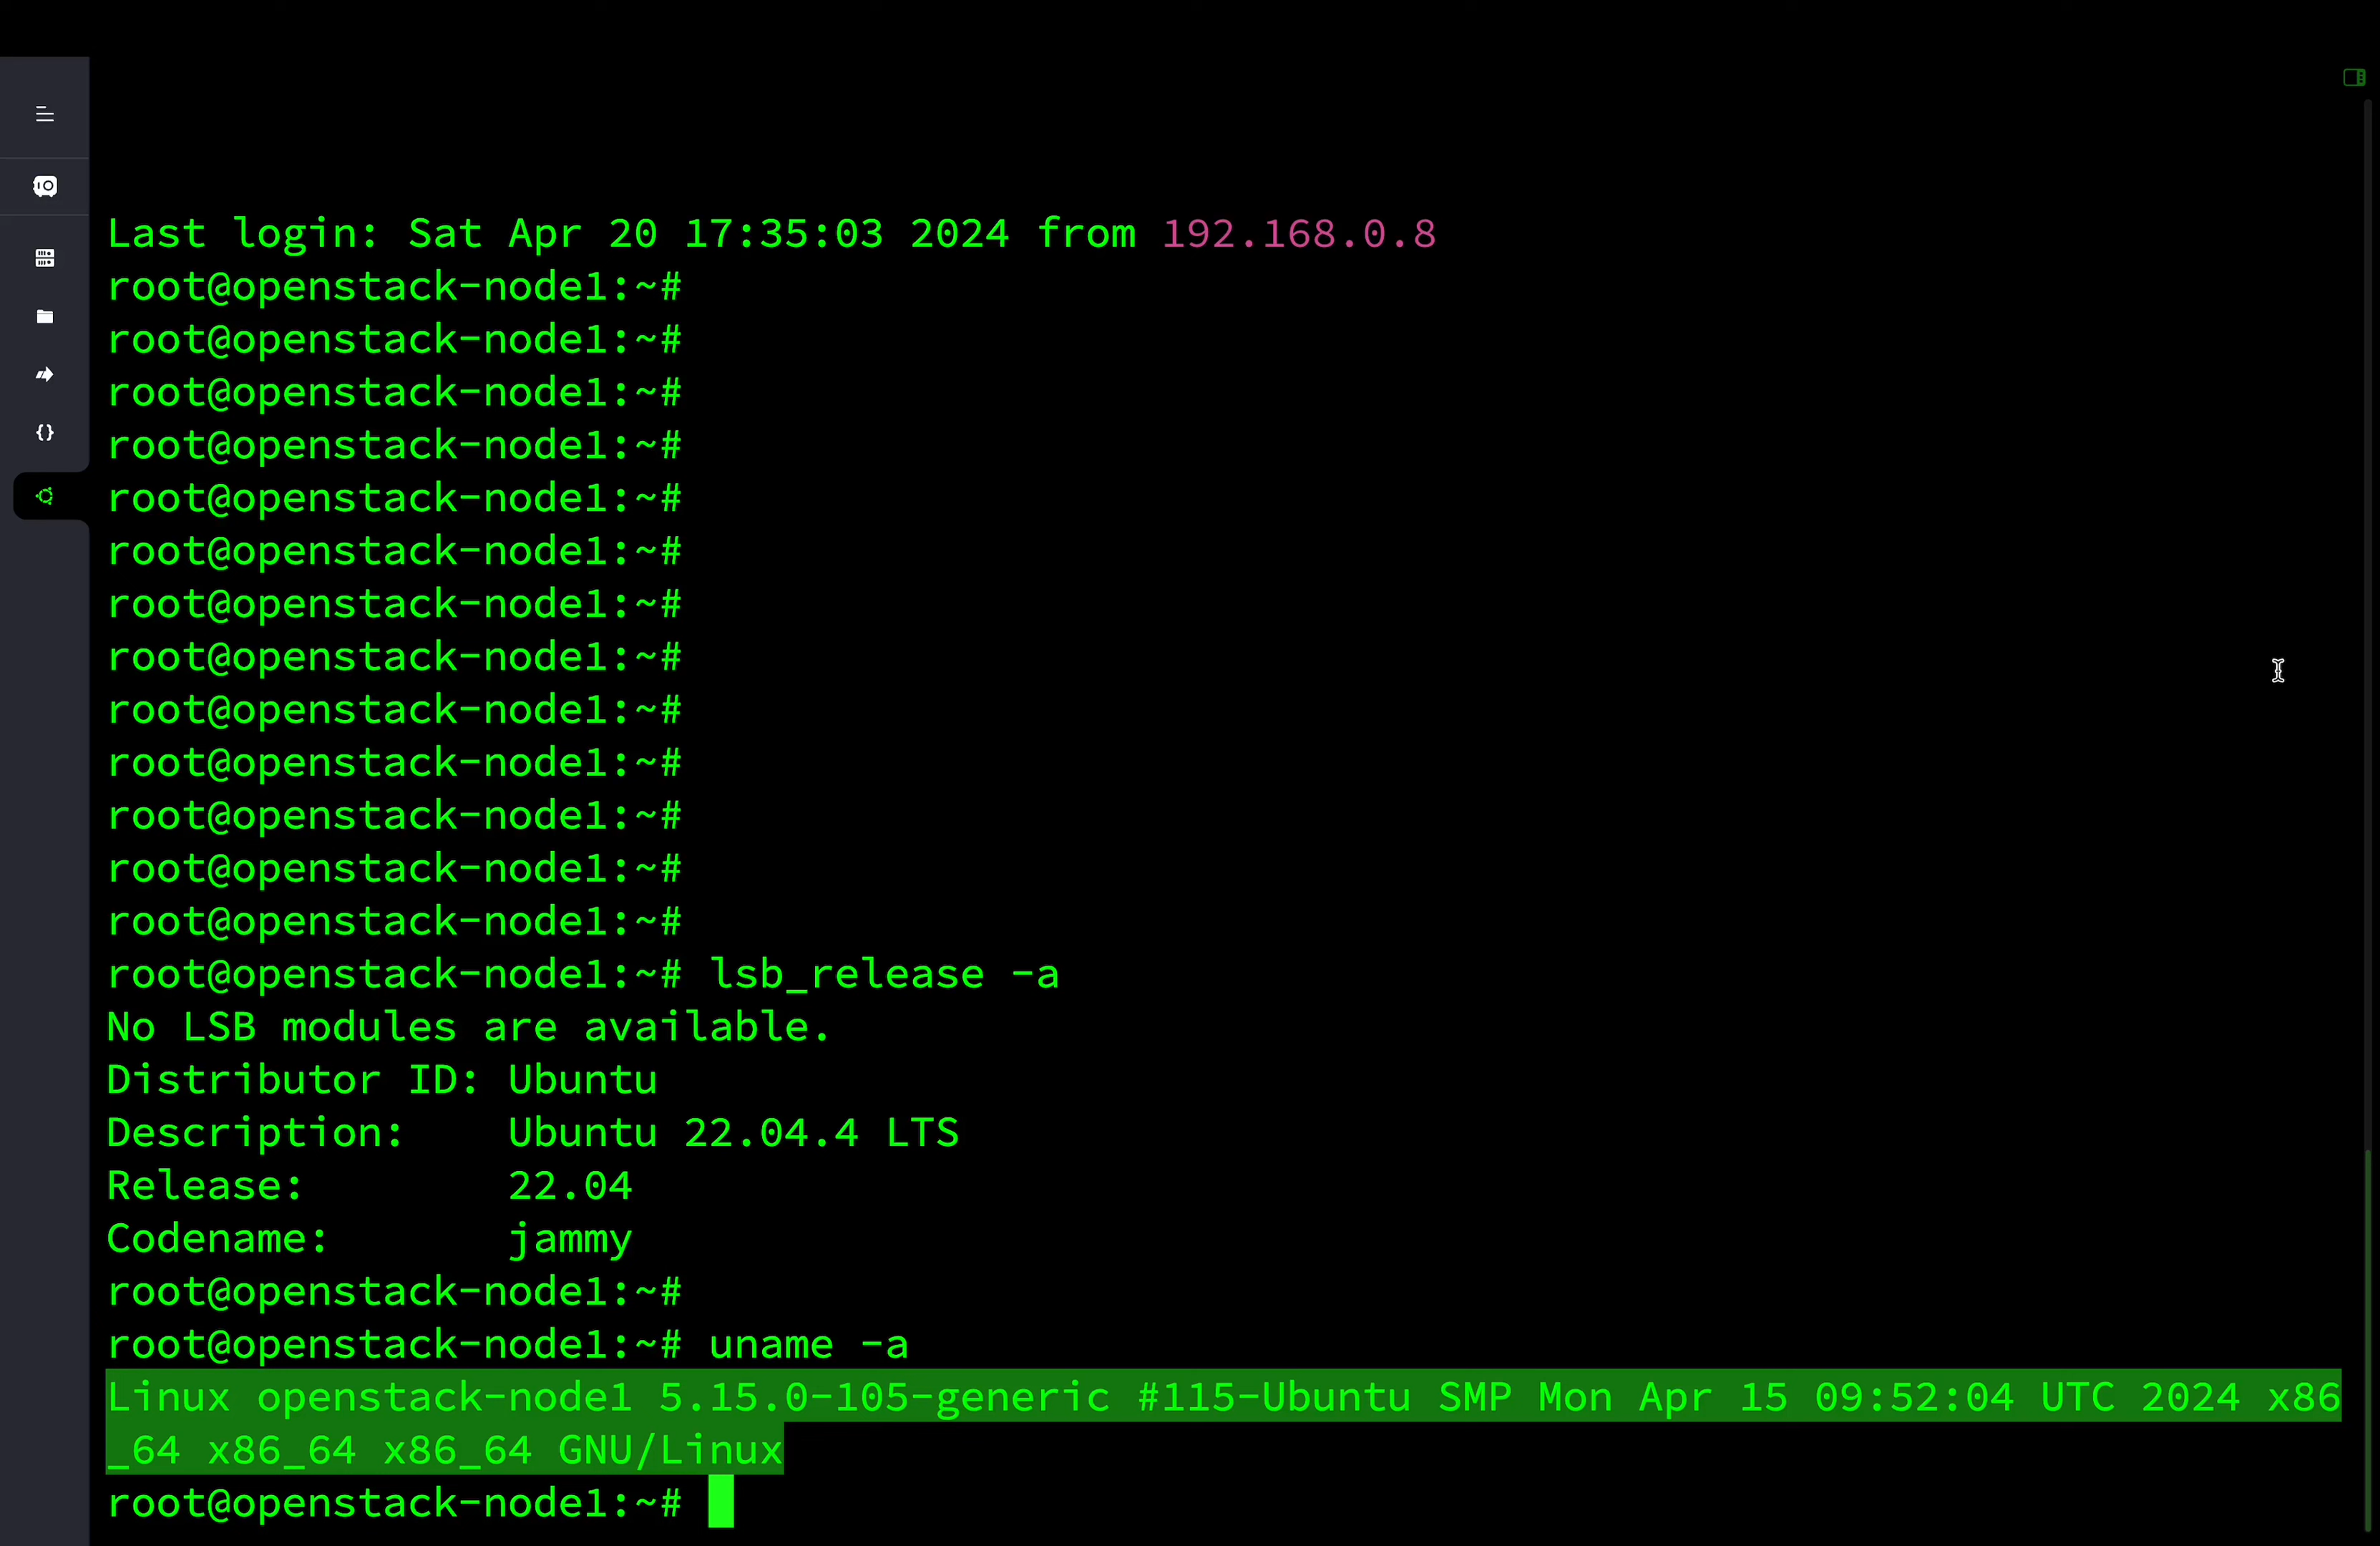 Last login: Sat Apr 20 17:35:03 2024 from 192.168.0.8
root@openstack-node1:~#
root@openstack-node1:~#
root@openstack-node1:~#
root@openstack-node1:~#
root@openstack-node1:~#
root@openstack-node1:~#
root@openstack-node1:~#
root@openstack-node1:~#
root@openstack-node1:~#
root@openstack-node1:~#
root@openstack-node1:~#
root@openstack-node1:~#
root@openstack-node1:~#
root@openstack-node1:~# lsb_release -a
No LSB modules are available.
Distributor ID: Ubuntu
Description:    Ubuntu 22.04.4 LTS
Release:        22.04
Codename:       jammy
root@openstack-node1:~#
root@openstack-node1:~# uname -a
Linux openstack-node1 5.15.0-105-generic #115-Ubuntu SMP Mon Apr 15 09:52:04 UTC 2024 x86
_64 x86_64 x86_64 GNU/Linux
root@openstack-node1:~#